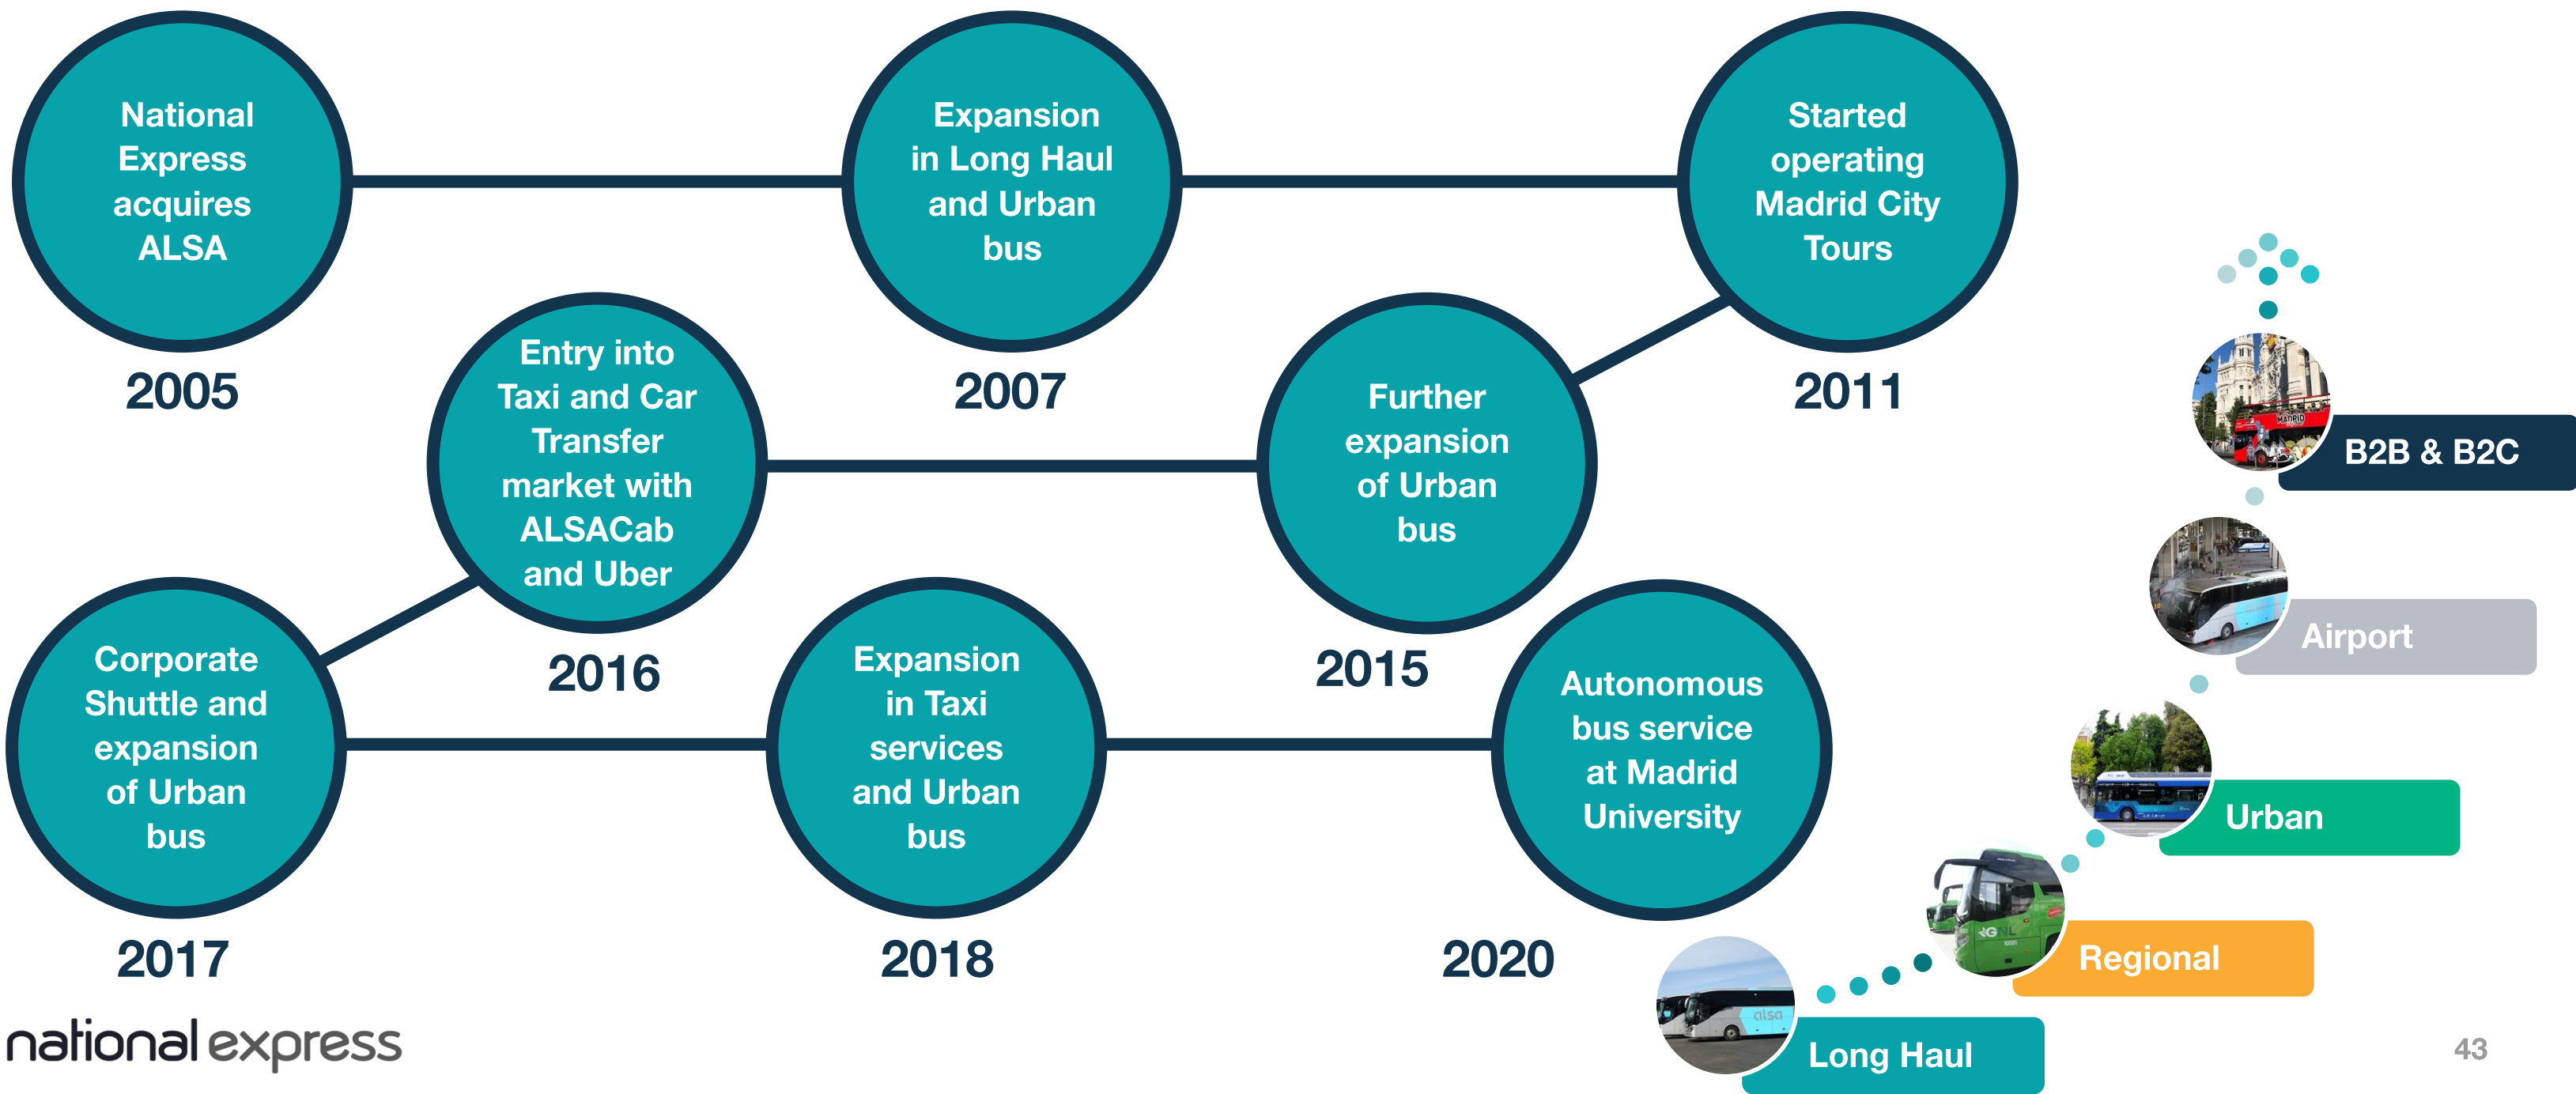 National
Express
acquires
ALSA
2005
Expansion
in Long Haul
and Urban
bus
2007
Started
operating
Madrid City
Tours
2011
Further
expansion
of Urban
bus
2015
Entry into
Taxi and Car
Transfer
market with
ALSACab
and Uber
2016
Corporate
Shuttle and
expansion
of Urban
bus
2017
Expansion
in Taxi
services
and Urban
bus
2018
Autonomous
bus service
at Madrid
University
2020
MADRID
B2B & B2C
Airport
Urban
GNL
Regional
alsa
Long Haul
national express
43